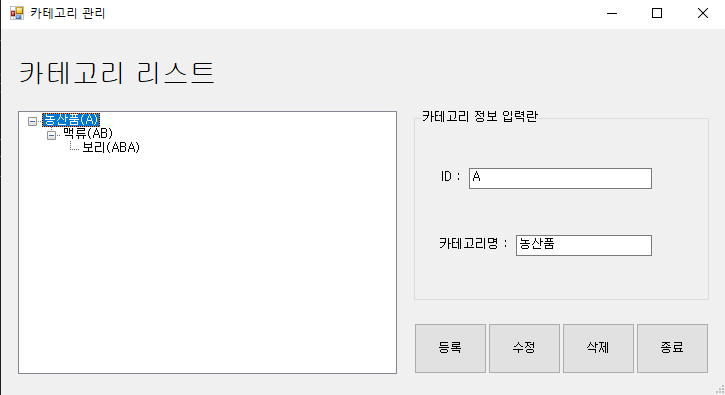 카테고리 관리
카테고리 리스트
농산품(A)
맥류(AB)
보리(ABA)
카테고리 정보 입력란
ID : A
카테고리명 : 농산품
등록 수정 삭제 종료